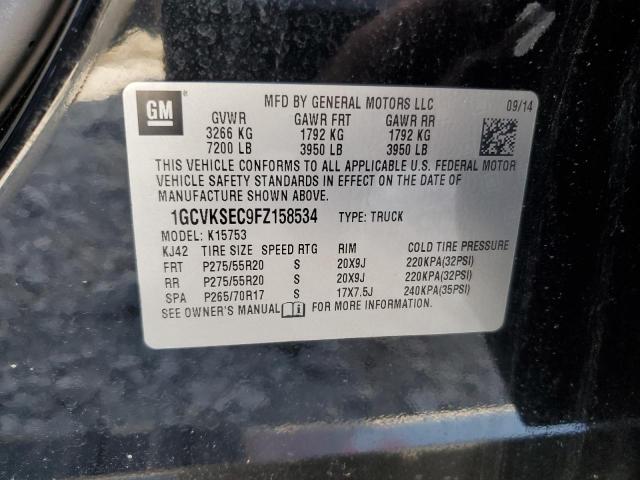 GM
MFD BY GENERAL MOTORS LLC 09/14
GVWR GAWR FRT GAWR RR
3266 KG 1792 KG 1792 KG
7200 LB 3950 LB 3950 LB
THIS VEHICLE CONFORMS TO ALL APPLICABLE U.S. FEDERAL MOTOR
VEHICLE SAFETY STANDARDS IN EFFECT ON THE DATE OF
MANUFACTURE SHOWN ABOVE.
1GCVKSEC9FZ158534 TYPE: TRUCK
MODEL: K15753
KJ42 TIRE SIZE SPEED RTG RIM COLD TIRE PRESSURE
FRT P275/55R20 S 20X9J 220KPA(32PSI)
RR P275/55R20 S 20X9J 220KPA(32PSI)
SPA P265/70R17 S 17X7.5J 240KPA(35PSI)
SEE OWNER'S MANUAL FOR MORE INFORMATION.